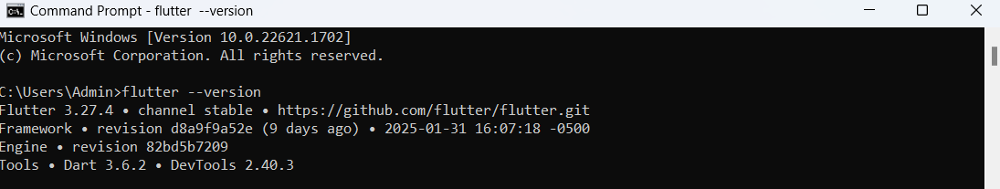 Command Prompt - flutter  --version
Microsoft Windows [Version 10.0.22621.1702]
(c) Microsoft Corporation. All rights reserved.
C:\Users\Admin>flutter --version
Flutter 3.27.4 • channel stable • https://github.com/flutter/flutter.git
Framework • revision d8a9f9a52e (9 days ago) • 2025-01-31 16:07:18 -0500
Engine • revision 82bd5b7209
Tools • Dart 3.6.2 • DevTools 2.40.3